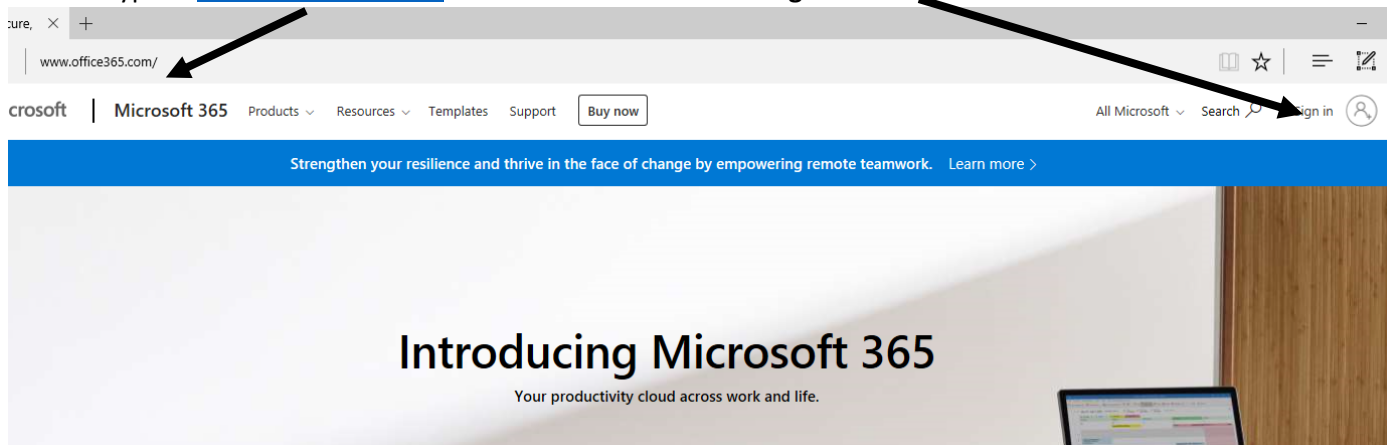 cure,
www.office365.com/
crosoft Microsoft 365 Products Resources Templates Support Buy now All Microsoft Search Sign in
Strengthen your resilience and thrive in the face of change by empowering remote teamwork. Learn more >
Introducing Microsoft 365
Your productivity cloud across work and life.